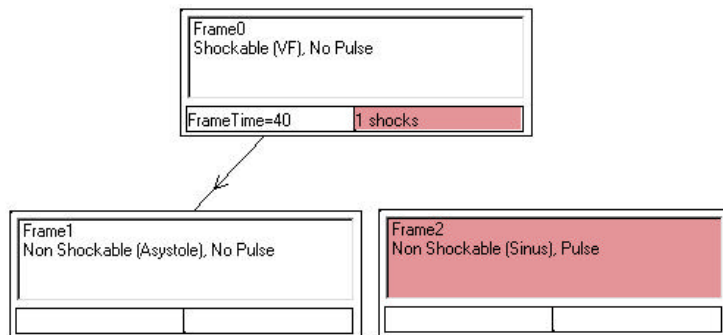 Frame0
Shockable (VF), No Pulse
FrameTime=40
1 shocks
Frame1
Non Shockable (Asystole), No Pulse
Frame2
Non Shockable (Sinus), Pulse